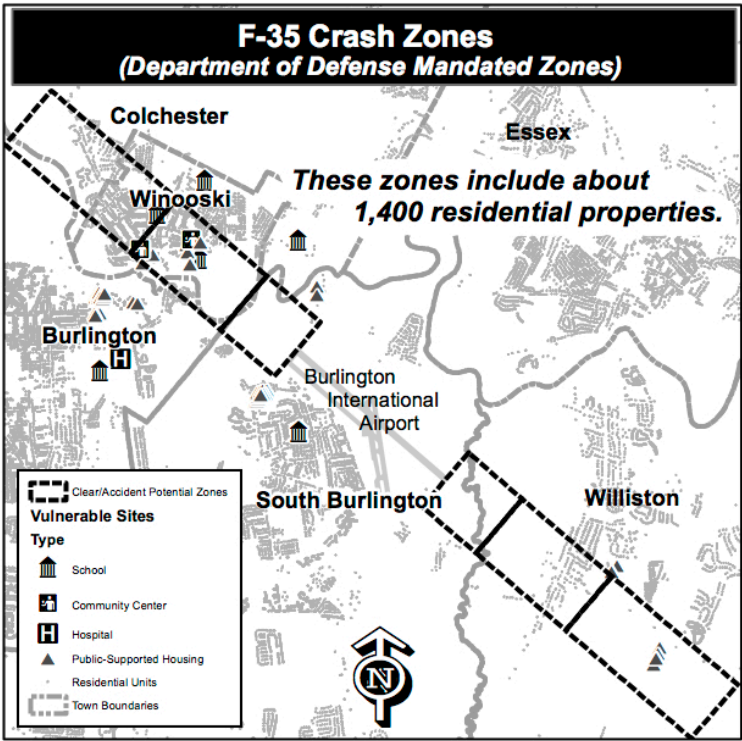 F-35 Crash Zones
(Department of Defense Mandated Zones)
Colchester
Essex
These zones include about
1,400 residential properties.
Winooski
Burlington
H
Burlington
International
Airport
South Burlington
Williston
Clear/Accident Potential Zones
Vulnerable Sites
Type
School
Community Center
H Hospital
Public-Supported Housing
Residential Units
Town Boundaries
N